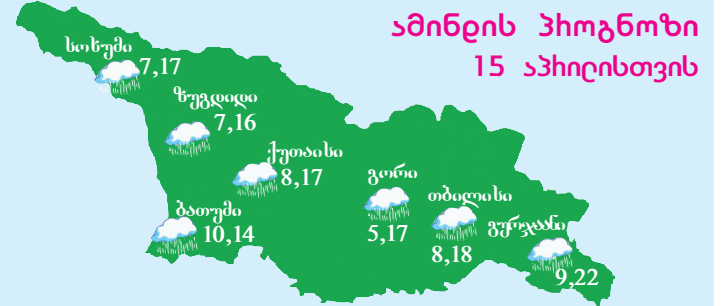 ამინდის პროგნოზი
15 აპრილისთვის
სოხუმი
7,17
ზუგდიდი
7,16
ქუთაისი
8,17
გორი
5,17
თბილისი
8,18
ბათუმი
10,14
გურჯაანი
9,22